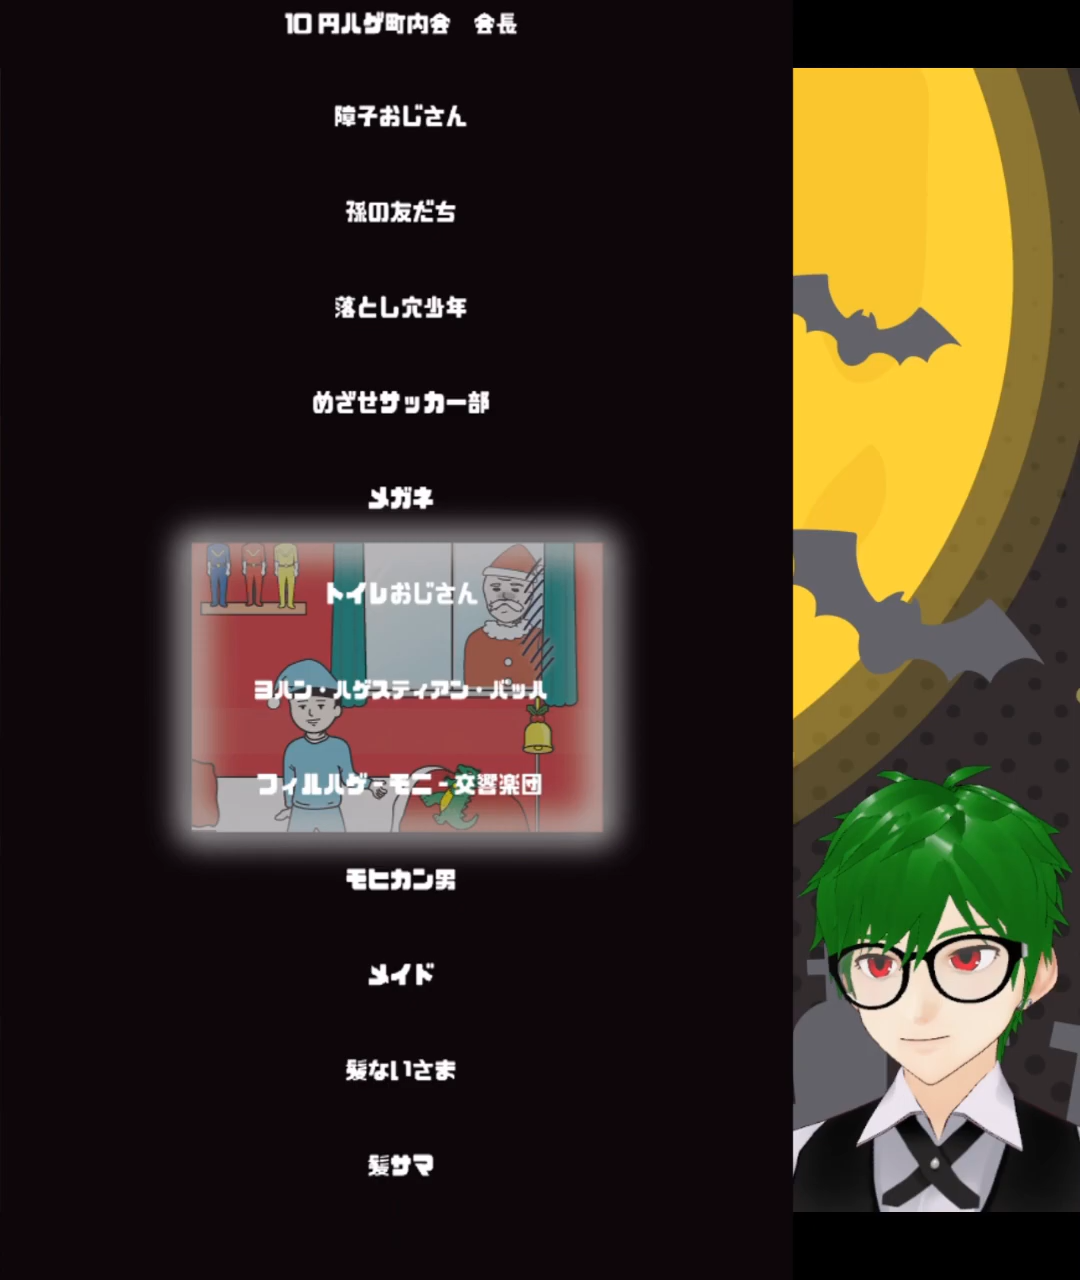 10円ハゲ町内会　会長
障子おじさん
孫の友だち
落とし穴少年
めざせサッカー部
メガネ
トイレおじさん
ヨハン・ハゲスティアン・バッハ
フィルハゲ-モニ-交響楽団
モヒカン男
メイド
髪ないさま
髪サマ